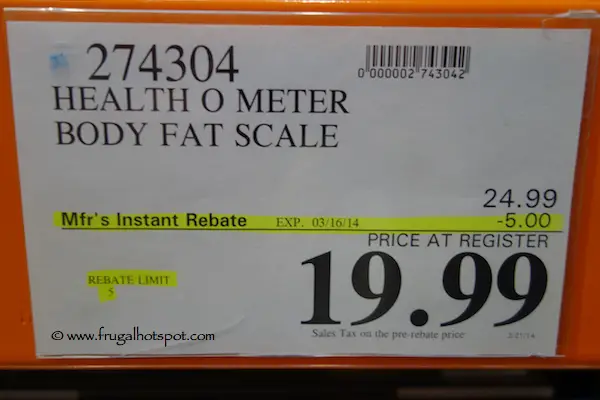 274304
0 000002 743042
HEALTH O METER
BODY FAT SCALE
24.99
Mfr's Instant Rebate EXP. 03/16/14 -5.00
PRICE AT REGISTER
19.99
REBATE LIMIT
5
Sales Tax on the pre-rebate price
© www.frugalhotspot.com